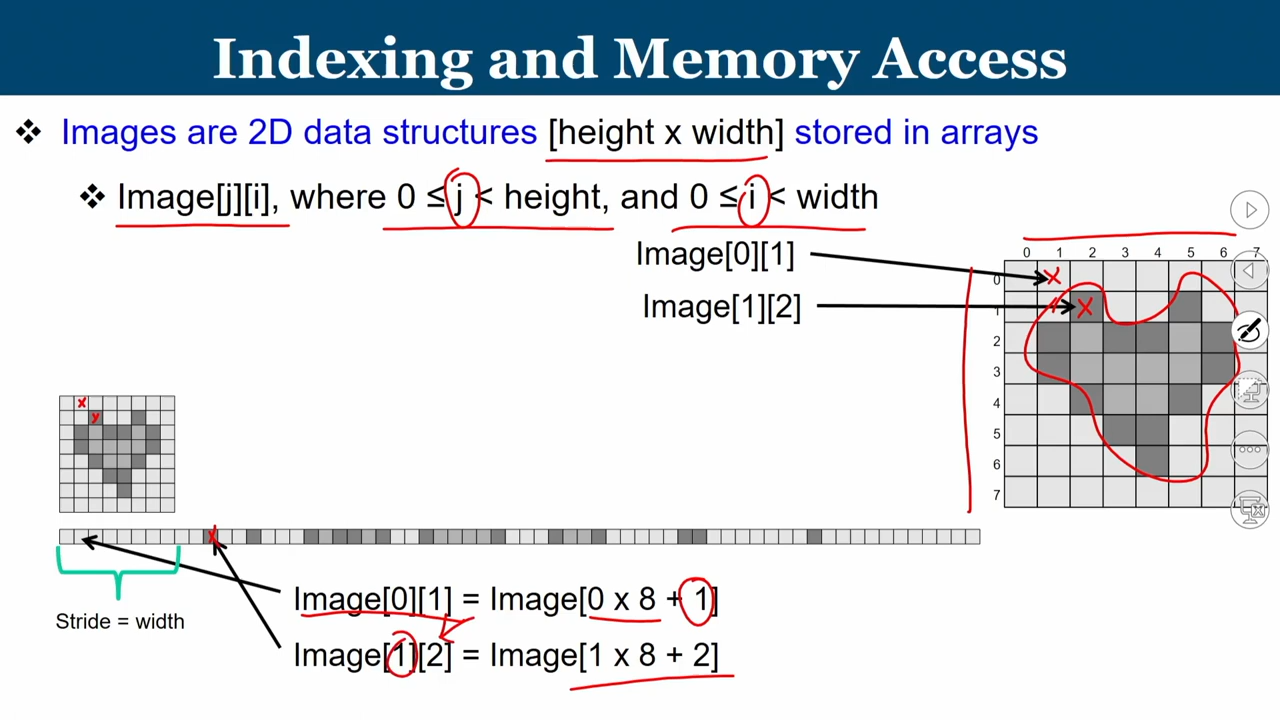 Indexing and Memory Access
❖ Images are 2D data structures [height x width] stored in arrays
❖ Image[j][i], where 0 ≤ j < height, and 0 ≤ i < width
Image[0][1]
Image[1][2]
0 1 2 3 4 5 6 7
0
1
2
3
4
5
6
7
x
x
x
y
x
Stride = width
Image[0][1] = Image[0 x 8 + 1]
Image[1][2] = Image[1 x 8 + 2]